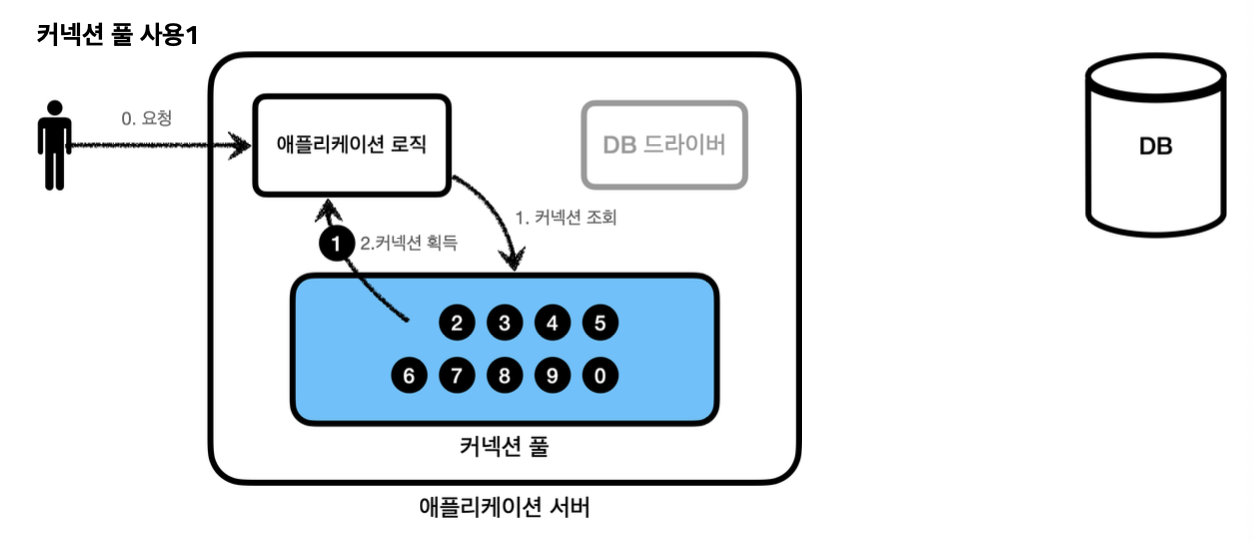 커넥션 풀 사용1
0. 요청
애플리케이션 로직
DB 드라이버
DB
1. 커넥션 조회
1 2.커넥션 획득
2 3 4 5
6 7 8 9 0
커넥션 풀
애플리케이션 서버